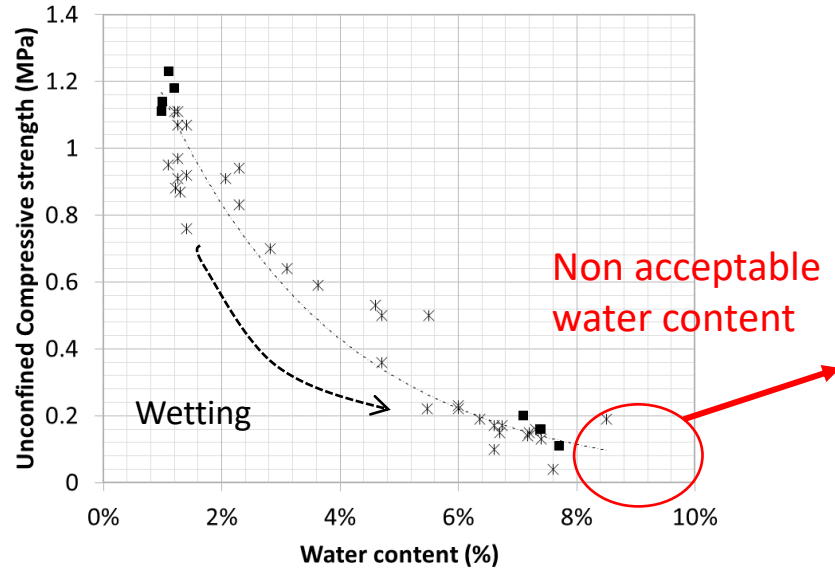 Unconfined Compressive strength (MPa)
1.4
1.2
1
0.8
0.6
0.4
0.2
0
Non acceptable
water content
Wetting
0%
2%
4%
6%
8%
10%
Water content (%)